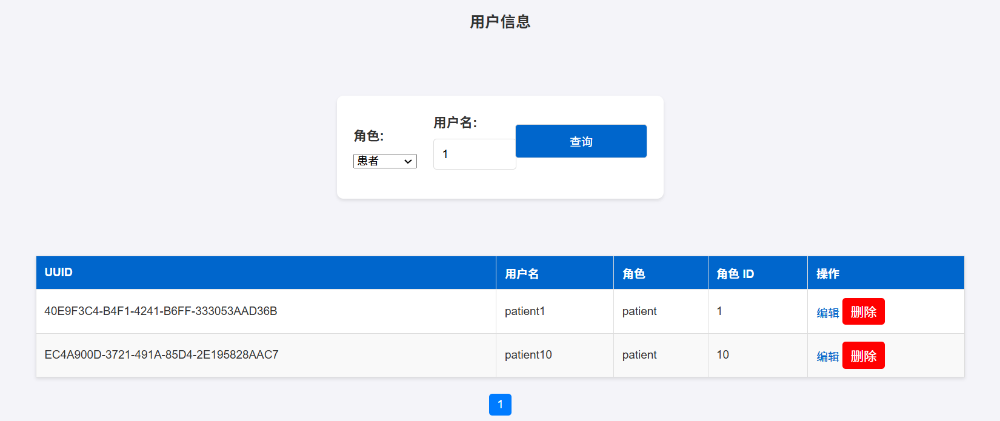 用户信息
角色:
患者
用户名:
1
查询
UUID 用户名 角色 角色 ID 操作
40E9F3C4-B4F1-4241-B6FF-333053AAD36B patient1 patient 1 编辑 删除
EC4A900D-3721-491A-85D4-2E195828AAC7 patient10 patient 10 编辑 删除
1